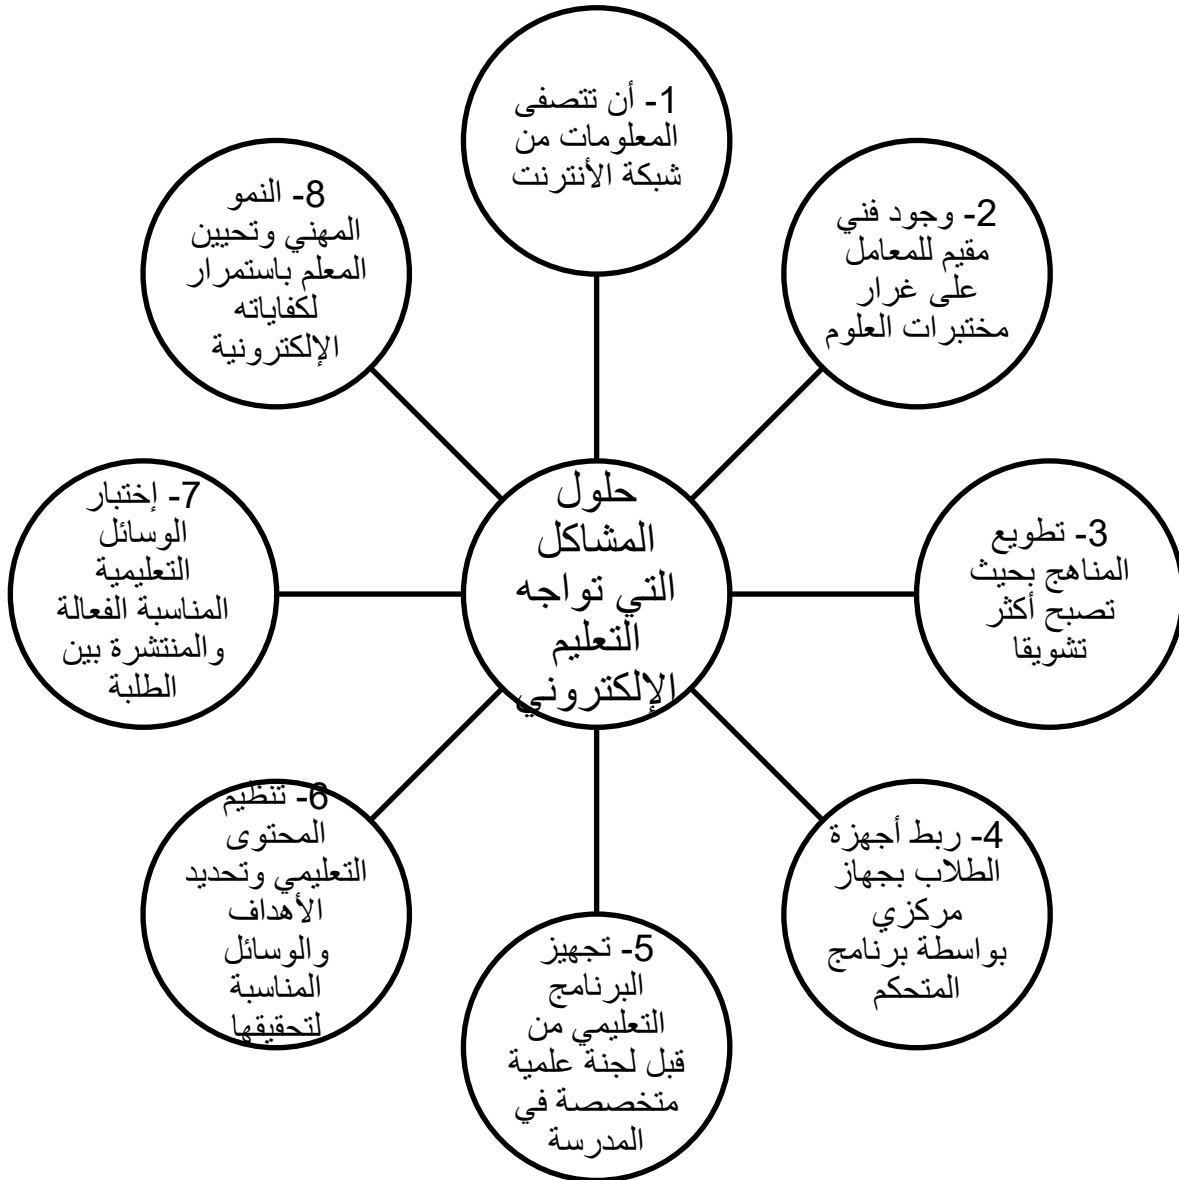 حلول
المشاكل
التي تواجه
التعليم
الإلكتروني
1- أن تتصفى
المعلومات من
شبكة الأنترنت
2- وجود فني
مقيم للمعامل
على غرار
مختبرات العلوم
3- تطويع
المناهج بحيث
تصبح أكثر
تشويقا
4- ربط أجهزة
الطلاب بجهاز
مركزي
بواسطة برنامج
المتحكم
5- تجهيز
البرنامج
التعليمي من
قبل لجنة علمية
متخصصة في
المدرسة
6- تنظيم
المحتوى
التعليمي وتحديد
الأهداف
والوسائل
المناسبة
لتحقيقها
7- إختبار
الوسائل
التعليمية
المناسبة الفعالة
والمنتشرة بين
الطلبة
8- النمو
المهني وتحيين
المعلم باستمرار
لكفاياته
الإلكترونية